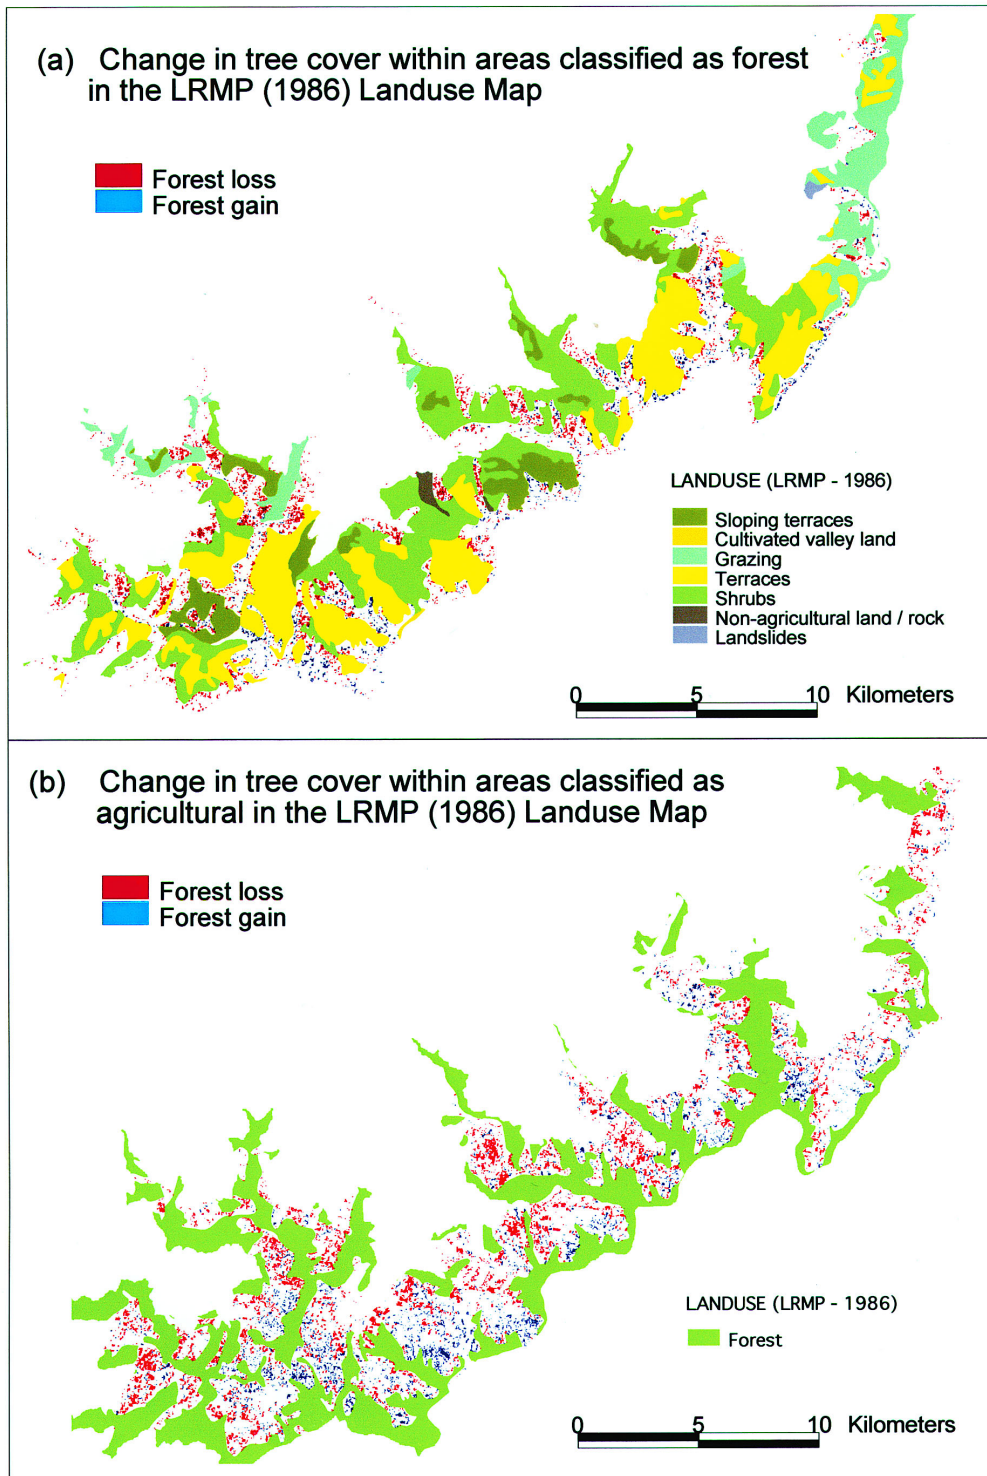 (a) Change in tree cover within areas classified as forest
in the LRMP (1986) Landuse Map
Forest loss
Forest gain
LANDUSE (LRMP - 1986)
Sloping terraces
Cultivated valley land
Grazing
Terraces
Shrubs
Non-agricultural land / rock
Landslides
0 5 10 Kilometers
(b) Change in tree cover within areas classified as
agricultural in the LRMP (1986) Landuse Map
Forest loss
Forest gain
LANDUSE (LRMP - 1986)
Forest
0 5 10 Kilometers